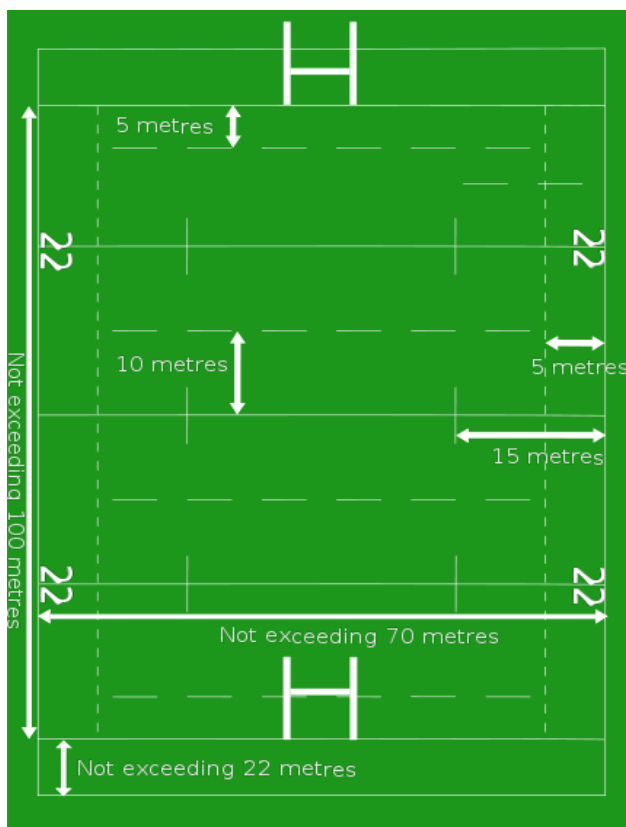 5 metres
22
22
10 metres
5 metres
Not exceeding 100 metres
15 metres
22
22
Not exceeding 70 metres
Not exceeding 22 metres